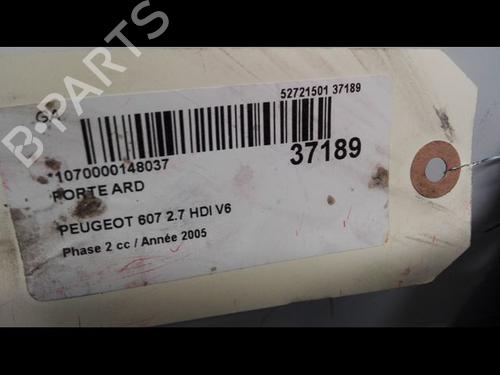 B-PARTS
52721501 37189
G
*1070000148037
37189
PORTE ARD
PEUGEOT 607 2.7 HDI V6
Phase 2 cc / Année 2005